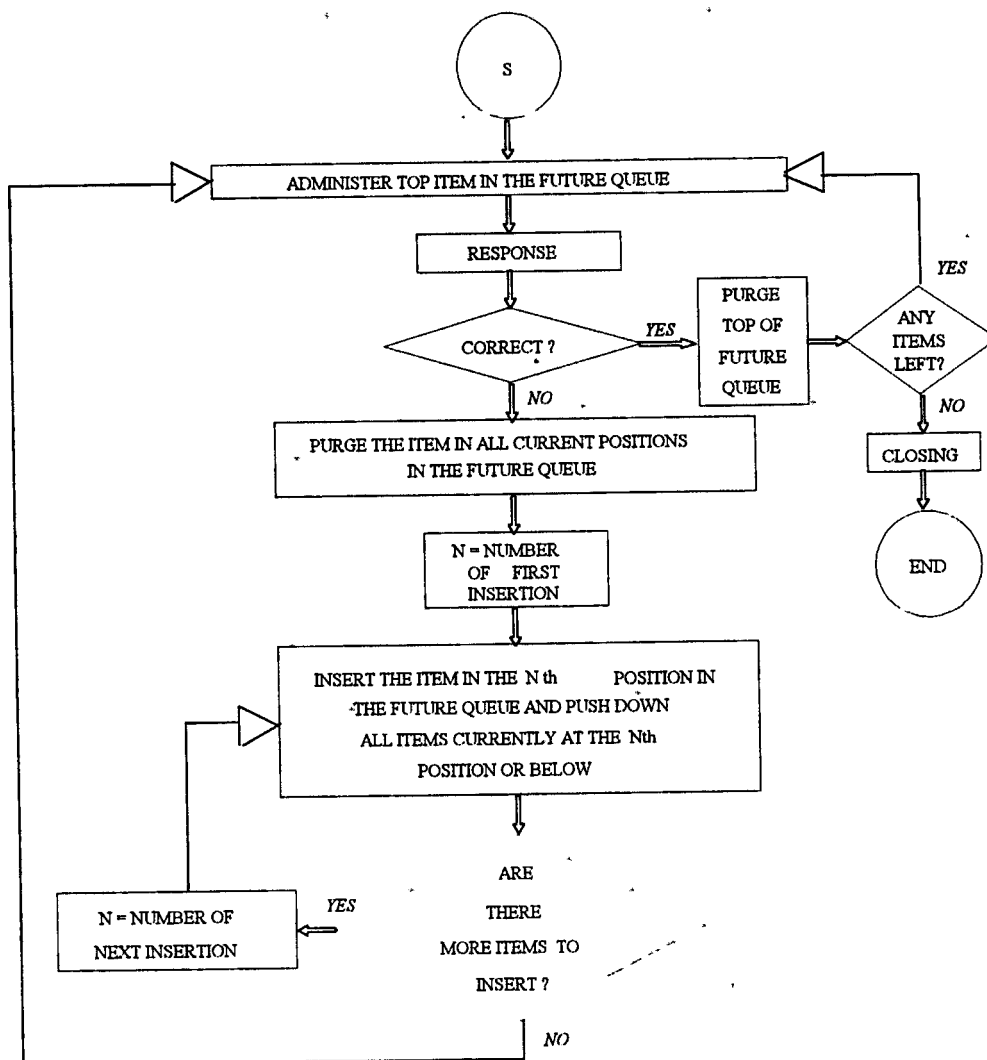 S
ADMINISTER TOP ITEM IN THE FUTURE QUEUE
RESPONSE
CORRECT ?
YES
PURGE
TOP OF
FUTURE
QUEUE
YES
ANY
ITEMS
LEFT?
NO
CLOSING
END
NO
PURGE THE ITEM IN ALL CURRENT POSITIONS
IN THE FUTURE QUEUE
N = NUMBER
OF FIRST
INSERTION
INSERT THE ITEM IN THE N th POSITION IN
THE FUTURE QUEUE AND PUSH DOWN
ALL ITEMS CURRENTLY AT THE Nth
POSITION OR BELOW
ARE
THERE
MORE ITEMS TO
INSERT ?
YES
N = NUMBER OF
NEXT INSERTION
NO